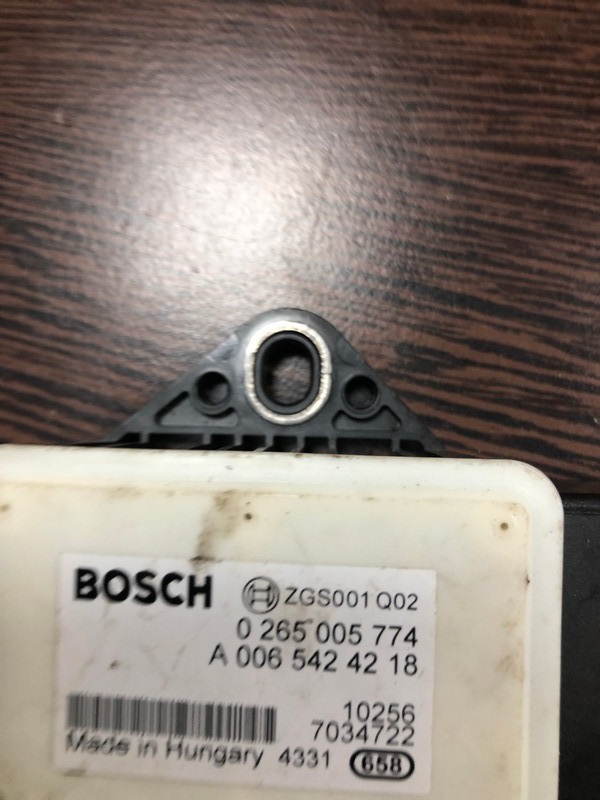 BOSCH ZGS001 Q02
0 265 005 774
A 006 542 42 18
10256
7034722
Made in Hungary 4331 658